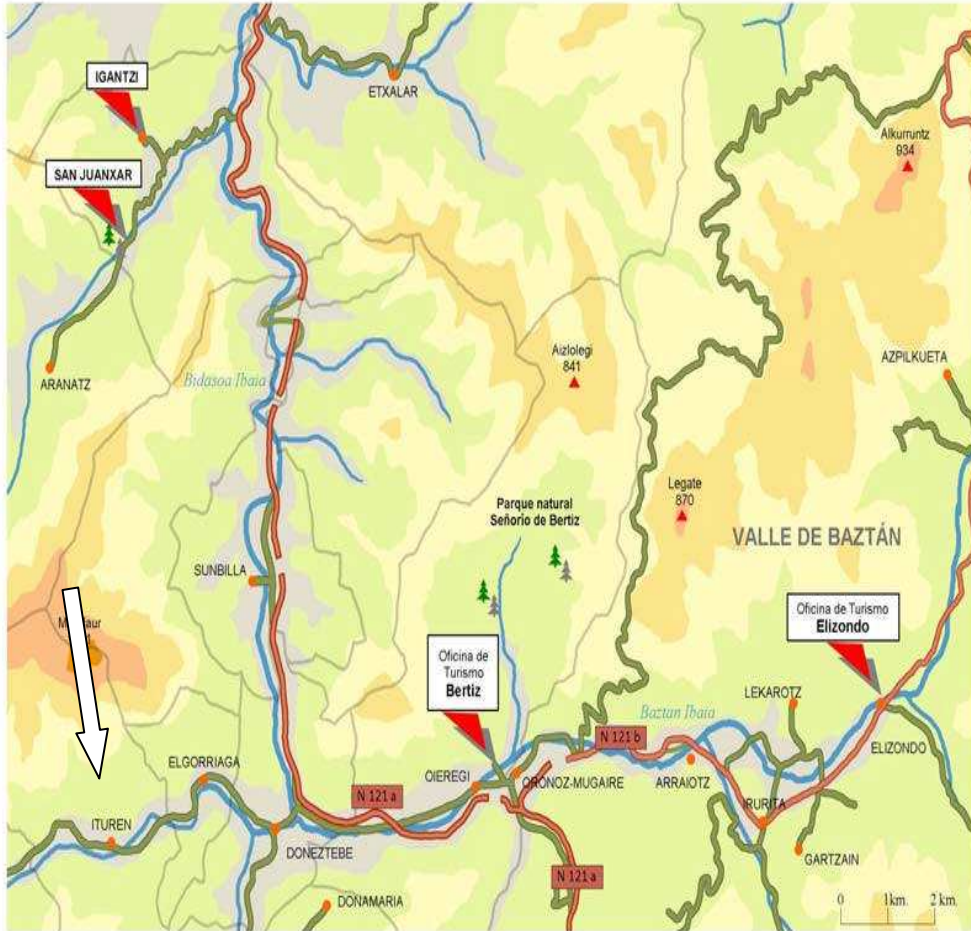 IGANTZI
ETXALAR
Alkurruntz
934
SAN JUANXAR
Aizlolegi
841
AZPILKUETA
ARANATZ
Bidasoa Ibaia
Legate
870
Parque natural
Señorio de Bertiz
VALLE DE BAZTÁN
SUNBILLA
Oficina de Turismo
Elizondo
Oficina de
Turismo
Bertiz
LEKAROTZ
Baztan Ibaia
N 121 b
ELIZONDO
ELGORRIAGA
OIEREGI
ORONOZ-MUGAIRE
ARRAIOTZ
N 121 a
IRURITA
ITUREN
DONEZTEBE
GARTZAIN
N 121 a
DONAMARIA
0 1km. 2 km.